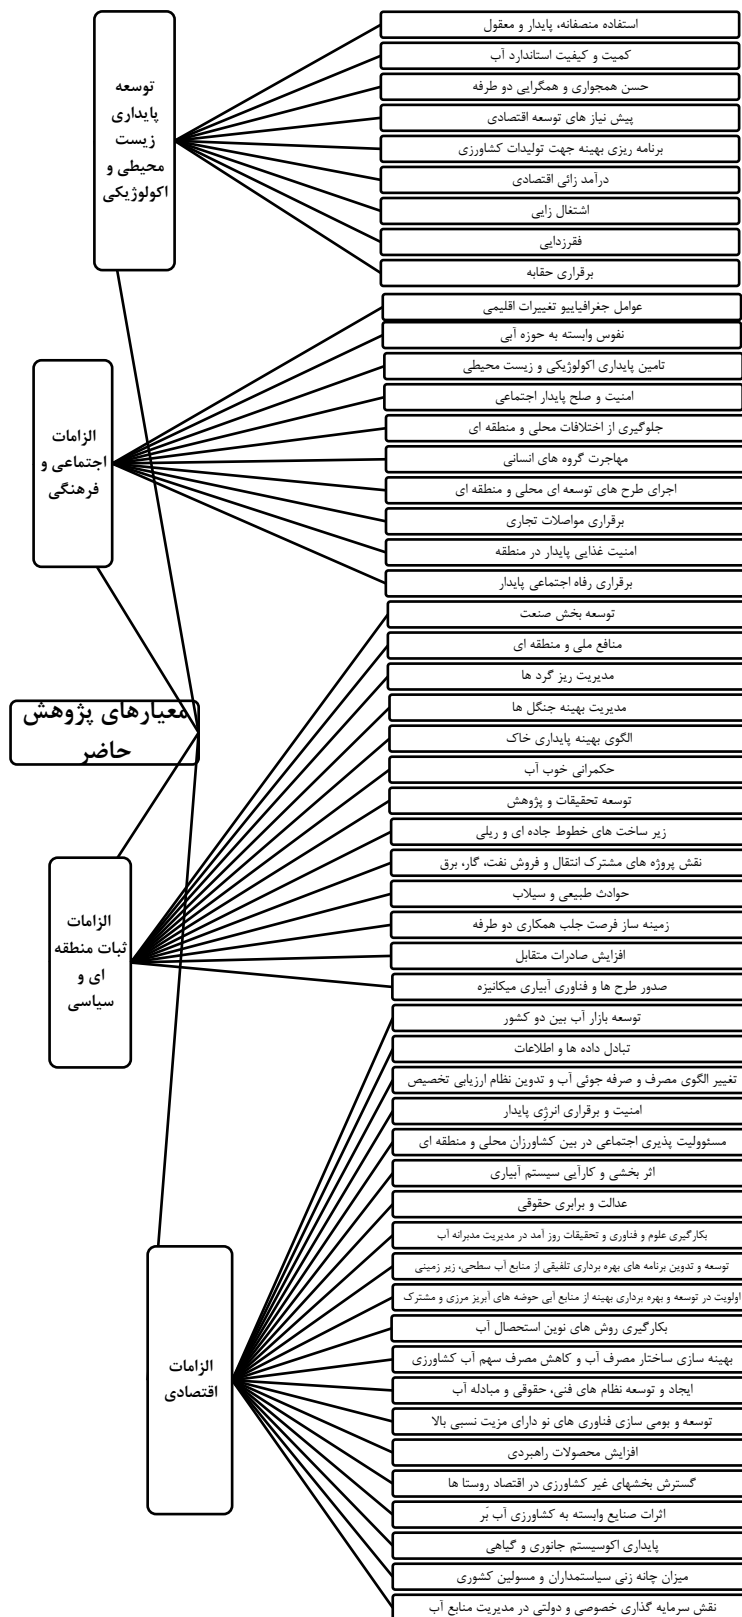 معیارهای پژوهش
حاضر
توسعه
پایداری
زیست
محیطی و
اکولوژیکی
استفاده منصفانه، پایدار و معقول
کمیت و کیفیت استاندارد آب
حسن همجواری و همگرایی دو طرفه
پیش نیاز های توسعه اقتصادی
برنامه ریزی بهینه جهت تولیدات کشاورزی
درآمد زائی اقتصادی
اشتغال زایی
فقرزدایی
برقراری حقابه
الزامات
اجتماعی و
فرهنگی
عوامل جغرافیاییو تغییرات اقلیمی
نفوس وابسته به حوزه آبی
تامین پایداری اکولوژیکی و زیست محیطی
امنیت و صلح پایدار اجتماعی
جلوگیری از اختلافات محلی و منطقه ای
مهاجرت گروه های انسانی
اجرای طرح های توسعه ای محلی و منطقه ای
برقراری مواصلات تجاری
امنیت غذایی پایدار در منطقه
برقراری رفاه اجتماعی پایدار
الزامات
ثبات منطقه
ای و
سیاسی
توسعه بخش صنعت
منافع ملی و منطقه ای
مدیریت ریز گرد ها
مدیریت بهینه جنگل ها
الگوی بهینه پایداری خاک
حکمرانی خوب آب
توسعه تحقیقات و پژوهش
زیر ساخت های خطوط جاده ای و ریلی
نقش پروژه های مشترک انتقال و فروش نفت، گار، برق
حوادث طبیعی و سیلاب
زمینه ساز فرصت جلب همکاری دو طرفه
افزایش صادرات متقابل
صدور طرح ها و فناوری آبیاری میکانیزه
الزامات
اقتصادی
توسعه بازار آب بین دو کشور
تبادل داده ها و اطلاعات
تغییر الگوی مصرف و صرفه جوئی آب و تدوین نظام ارزیابی تخصیص
امنیت و برقراری انرژی پایدار
مسئوولیت پذیری اجتماعی در بین کشاورزان محلی و منطقه ای
اثر بخشی و کارآیی سیستم آبیاری
عدالت و برابری حقوقی
بکارگیری علوم و فناوری و تحقیقات روز آمد در مدیریت مدبرانه آب
توسعه و تدوین برنامه های بهره برداری تلفیقی از منابع آب سطحی، زیر زمینی
اولویت در توسعه و بهره برداری بهینه از منابع آبی حوضه های آبریز مرزی و مشترک
بکارگیری روش های نوین استحصال آب
بهینه سازی ساختار مصرف آب و کاهش مصرف سهم آب کشاورزی
ایجاد و توسعه نظام های فنی، حقوقی و مبادله آب
توسعه و بومی سازی فناوری های نو دارای مزیت نسبی بالا
افزایش محصولات راهبردی
گسترش بخشهای غیر کشاورزی در اقتصاد روستا ها
اثرات صنایع وابسته به کشاورزی آب بَر
پایداری اکوسیستم جانوری و گیاهی
میزان چانه زنی سیاستمداران و مسولین کشوری
نقش سرمایه گذاری خصوصی و دولتی در مدیریت منابع آب